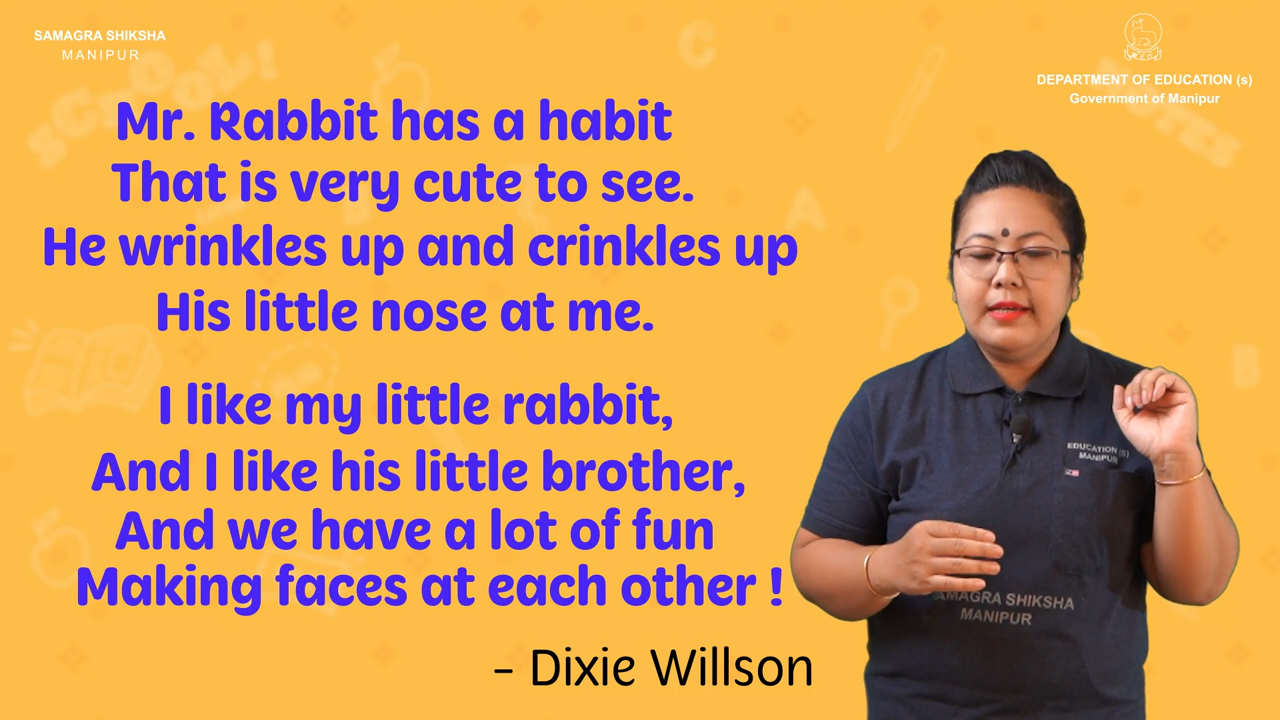 SAMAGRA SHIKSHA
MANIPUR
DEPARTMENT OF EDUCATION (s)
Government of Manipur
Mr. Rabbit has a habit
That is very cute to see.
He wrinkles up and crinkles up
His little nose at me.
I like my little rabbit,
And I like his little brother,
And we have a lot of fun
Making faces at each other !
– Dixie Willson
EDUCATION (S)
MANIPUR
SAMAGRA SHIKSHA
MANIPUR
SCHOOL!
C
A
B